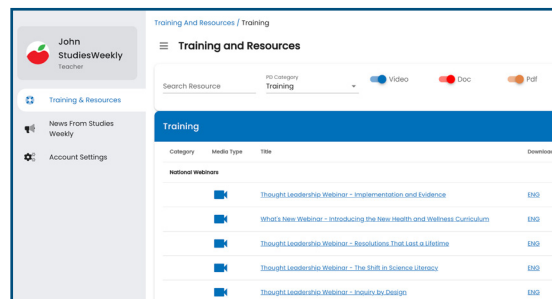 Training And Resources / Training
John
StudiesWeekly
Teacher
Training and Resources
Search Resource
PD Category
Training
Video
Doc
Pdf
Training & Resources
News From Studies
Weekly
Account Settings
Training
Category Media Type Title Download
National Webinars
Thought Leadership Webinar - Implementation and Evidence ENG
What's New Webinar - Introducing the New Health and Wellness Curriculum ENG
Thought Leadership Webinar - Resolutions That Last a Lifetime ENG
Thought Leadership Webinar - The Shift in Science Literacy ENG
Thought Leadership Webinar - Inquiry by Design ENG